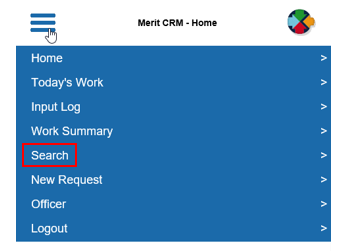 Merit CRM - Home
Home >
Today's Work >
Input Log >
Work Summary >
Search >
New Request >
Officer >
Logout >